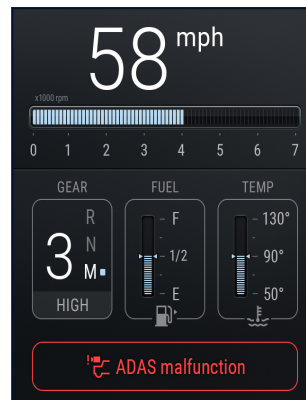 58 mph
x1000 rpm
0 1 2 3 4 5 6 7
GEAR FUEL TEMP
R F 130°
3 N 1/2 90°
M E 50°
HIGH
ADAS malfunction